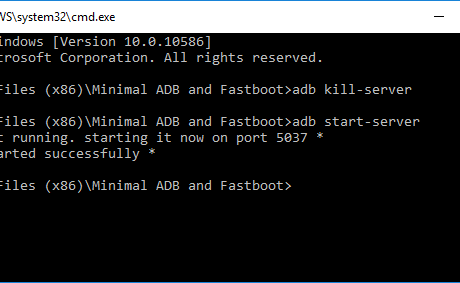 WS\system32\cmd.exe
indows [Version 10.0.10586]
crosoft Corporation. All rights reserved.
Files (x86)\Minimal ADB and Fastboot>adb kill-server
Files (x86)\Minimal ADB and Fastboot>adb start-server
t running. starting it now on port 5037 *
arted successfully *
Files (x86)\Minimal ADB and Fastboot>